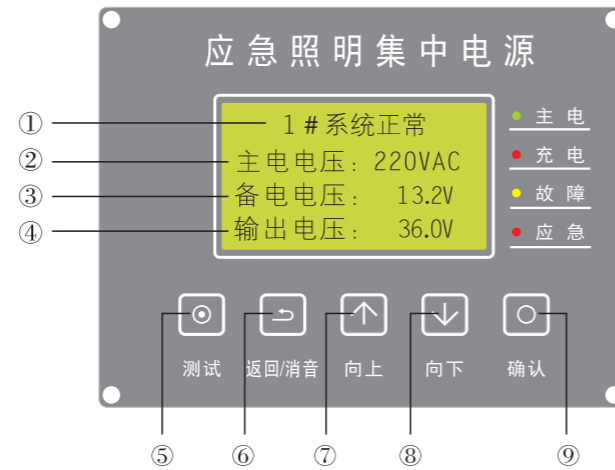 应急照明集中电源
① 1#系统正常 主电
② 主电电压: 220VAC 充电
③ 备电电压: 13.2V 故障
④ 输出电压: 36.0V 应急
测试 返回/消音 向上 向下 确认
⑤ ⑥ ⑦ ⑧ ⑨